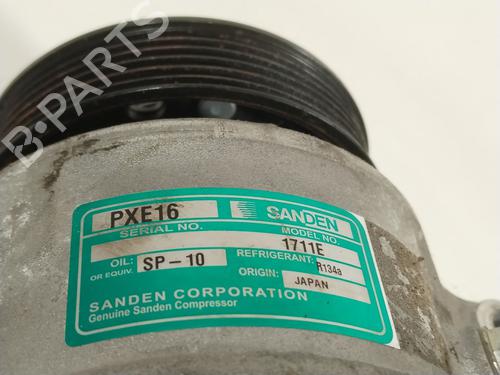 B-PARTS
PXE16 SANDEN
SERIAL NO. MODEL NO.
1711E
OIL: SP-10 REFRIGERANT: R134a
OR EQUIV. ORIGIN: JAPAN
SANDEN CORPORATION
Genuine Sanden Compressor